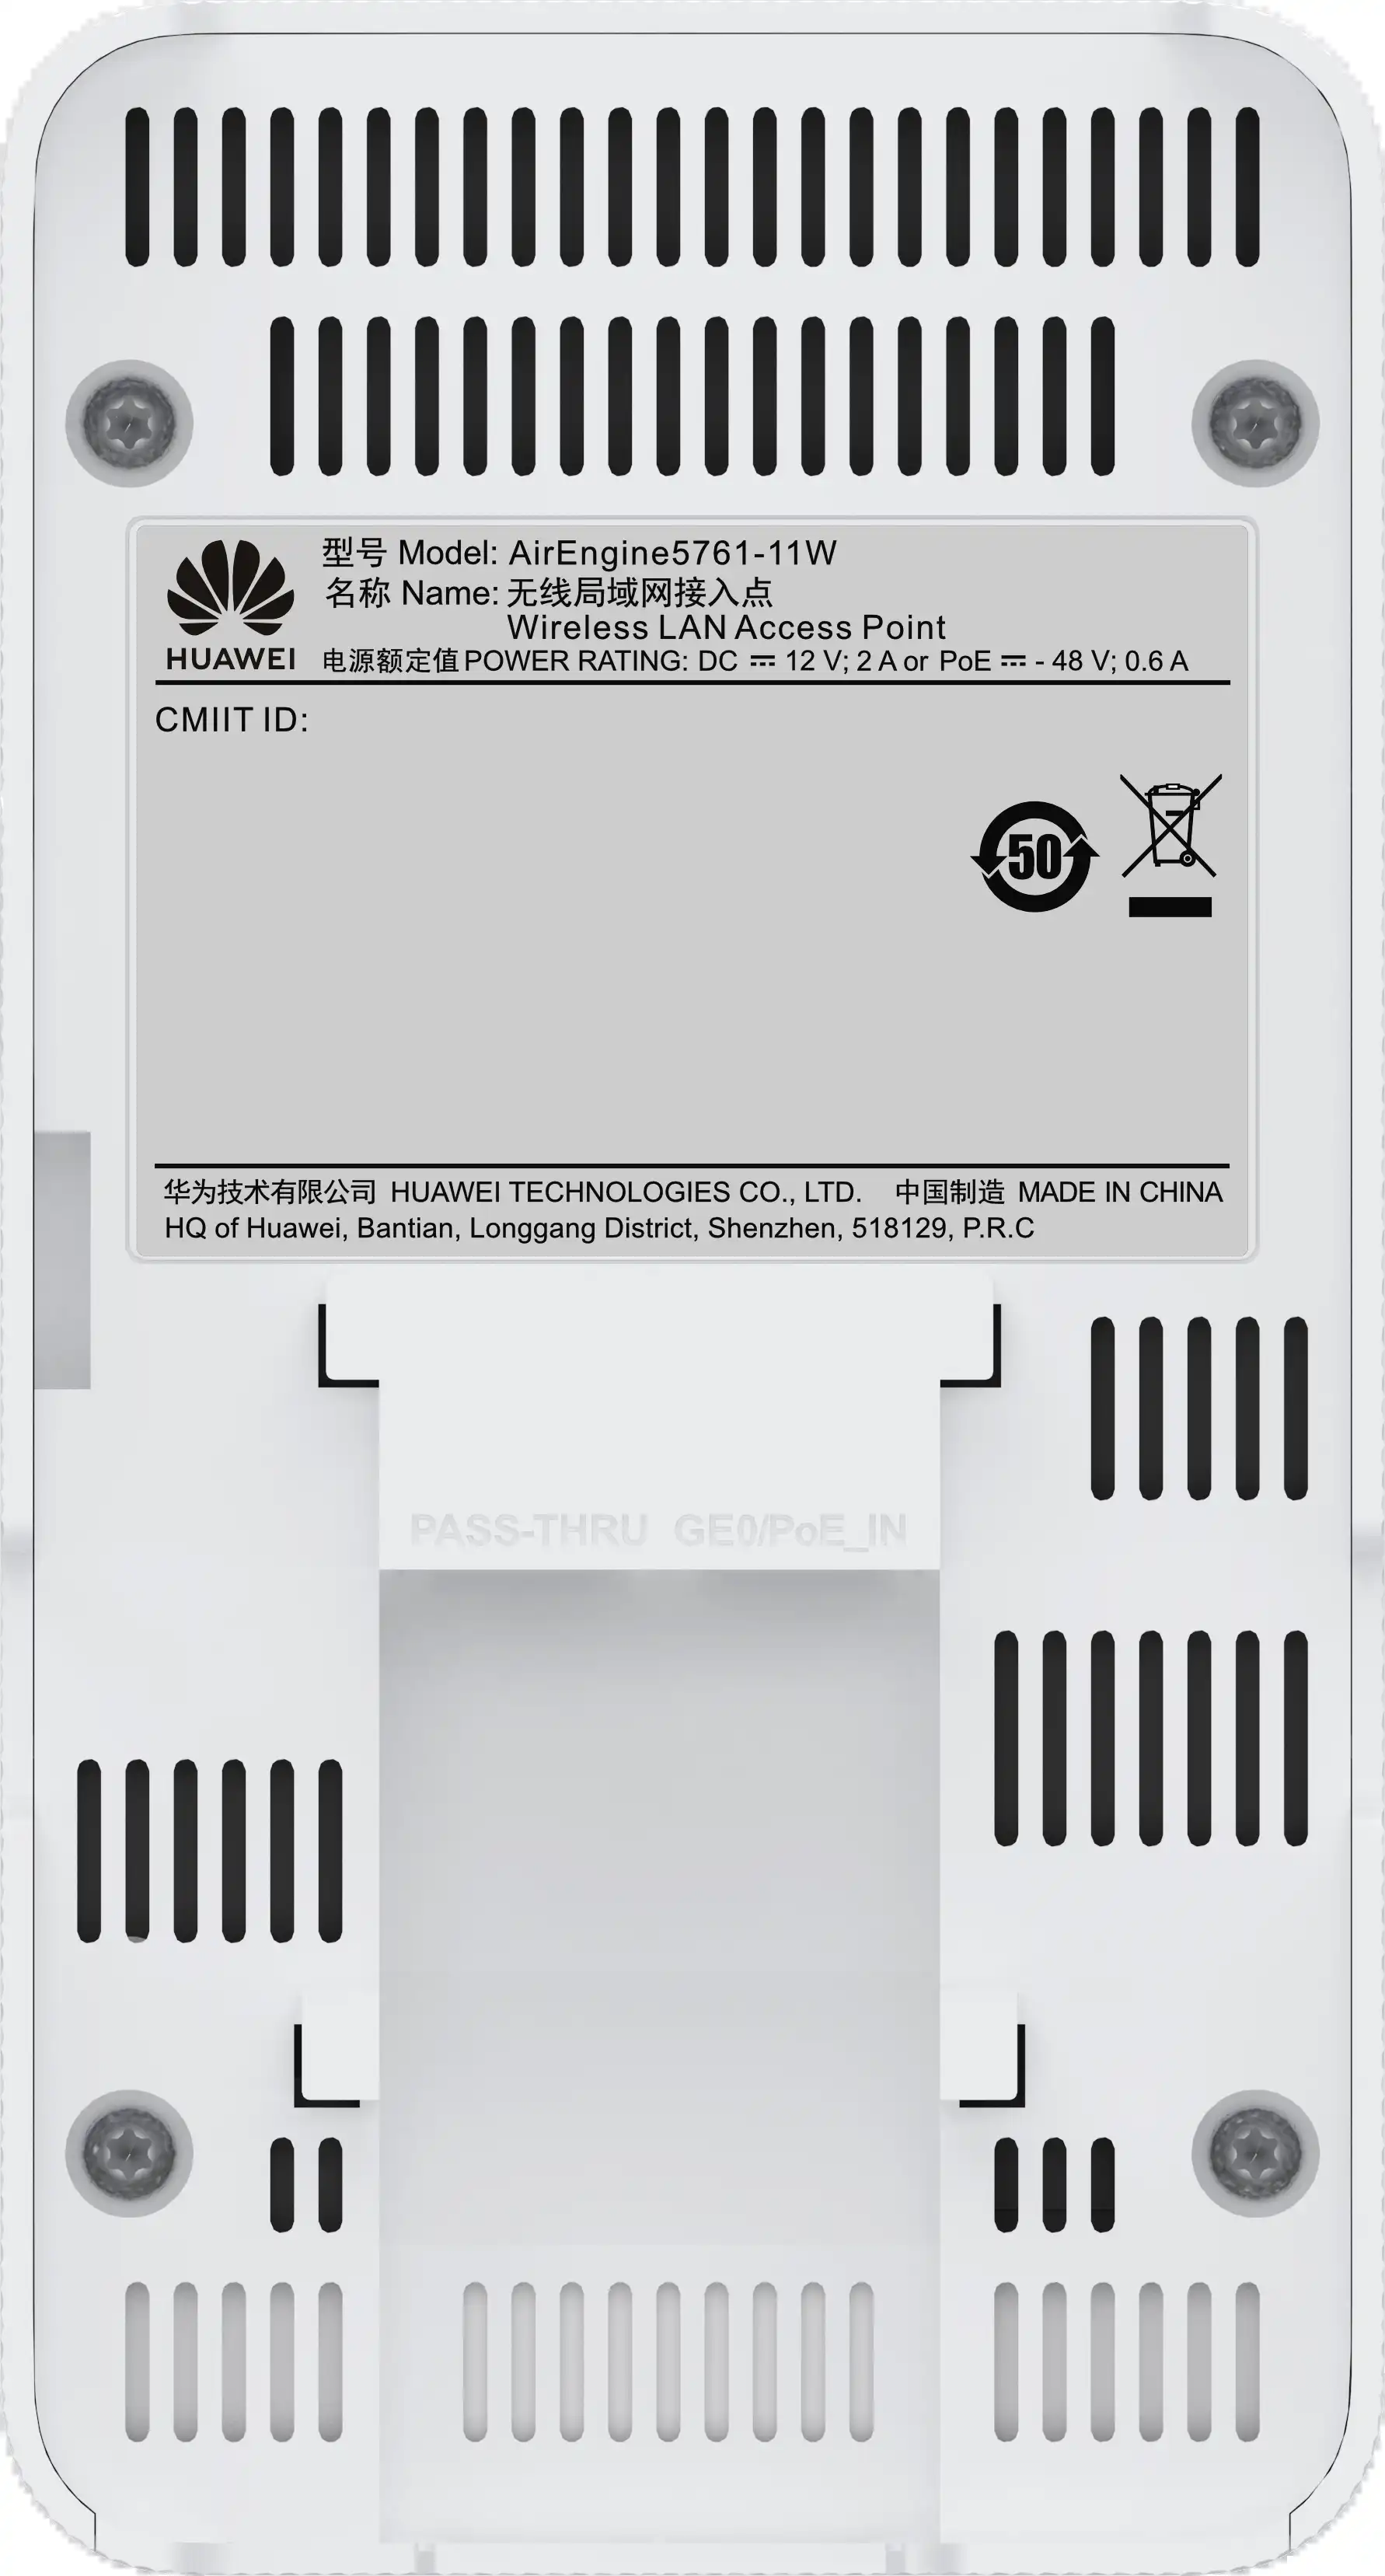 型号 Model: AirEngine5761-11W
名称 Name: 无线局域网接入点
Wireless LAN Access Point
HUAWEI
电源额定值 POWER RATING: DC ⎓ 12 V; 2 A or PoE ⎓ - 48 V; 0.6 A
CMIIT ID:
50
华为技术有限公司 HUAWEI TECHNOLOGIES CO., LTD. 中国制造 MADE IN CHINA
HQ of Huawei, Bantian, Longgang District, Shenzhen, 518129, P.R.C
PASS-THRU GE0/PoE_IN